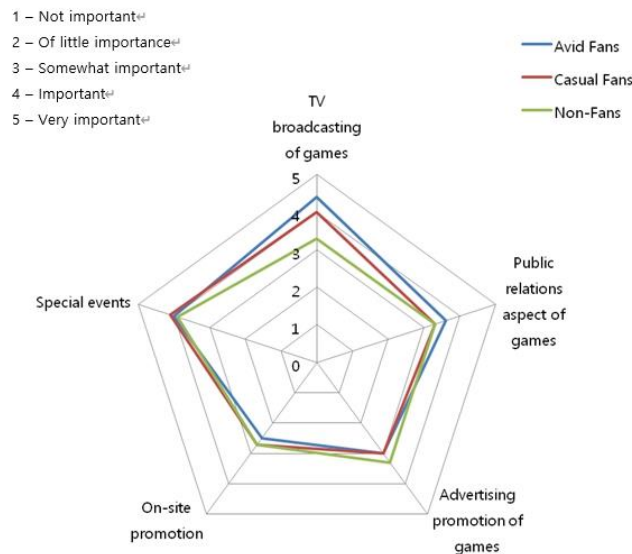 1 – Not important↵
2 – Of little importance↵
3 – Somewhat important↵
4 – Important↵
5 – Very important↵
Avid Fans
Casual Fans
Non-Fans
TV
broadcasting
of games
5
4
3
2
1
0
Public
relations
aspect of
games
Advertising
promotion of
games
On-site
promotion
Special events